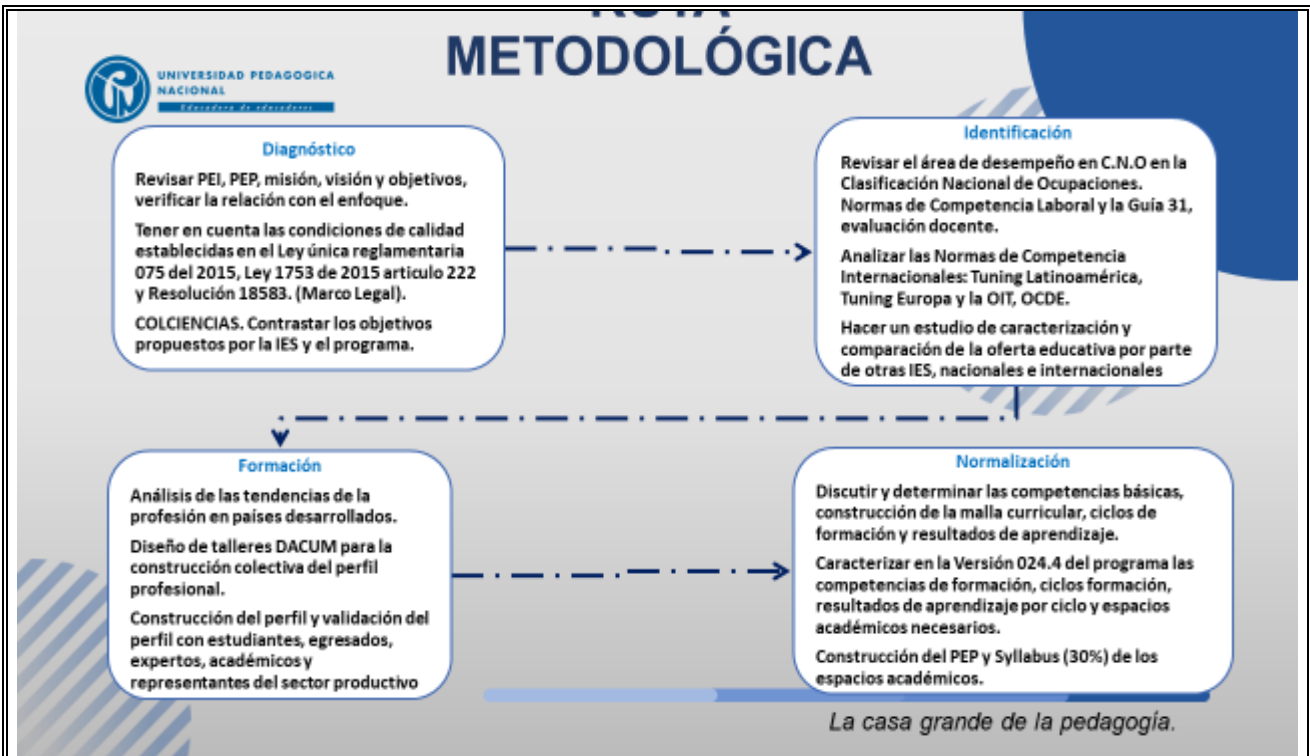 RUTA
METODOLÓGICA
UNIVERSIDAD PEDAGOGICA
NACIONAL
Educadora de educadores
Diagnóstico
Revisar PEI, PEP, misión, visión y objetivos,
verificar la relación con el enfoque.
Tener en cuenta las condiciones de calidad
establecidas en el Ley única reglamentaria
075 del 2015, Ley 1753 de 2015 articulo 222
y Resolución 18583. (Marco Legal).
COLCIENCIAS. Contrastar los objetivos
propuestos por la IES y el programa.
Identificación
Revisar el área de desempeño en C.N.O en la
Clasificación Nacional de Ocupaciones.
Normas de Competencia Laboral y la Guía 31,
evaluación docente.
Analizar las Normas de Competencia
Internacionales: Tuning Latinoamérica,
Tuning Europa y la OIT, OCDE.
Hacer un estudio de caracterización y
comparación de la oferta educativa por parte
de otras IES, nacionales e internacionales
Formación
Análisis de las tendencias de la
profesión en países desarrollados.
Diseño de talleres DACUM para la
construcción colectiva del perfil
profesional.
Construcción del perfil y validación del
perfil con estudiantes, egresados,
expertos, académicos y
representantes del sector productivo
Normalización
Discutir y determinar las competencias básicas,
construcción de la malla curricular, ciclos de
formación y resultados de aprendizaje.
Caracterizar en la Versión 024.4 del programa las
competencias de formación, ciclos formación,
resultados de aprendizaje por ciclo y espacios
académicos necesarios.
Construcción del PEP y Syllabus (30%) de los
espacios académicos.
La casa grande de la pedagogía.